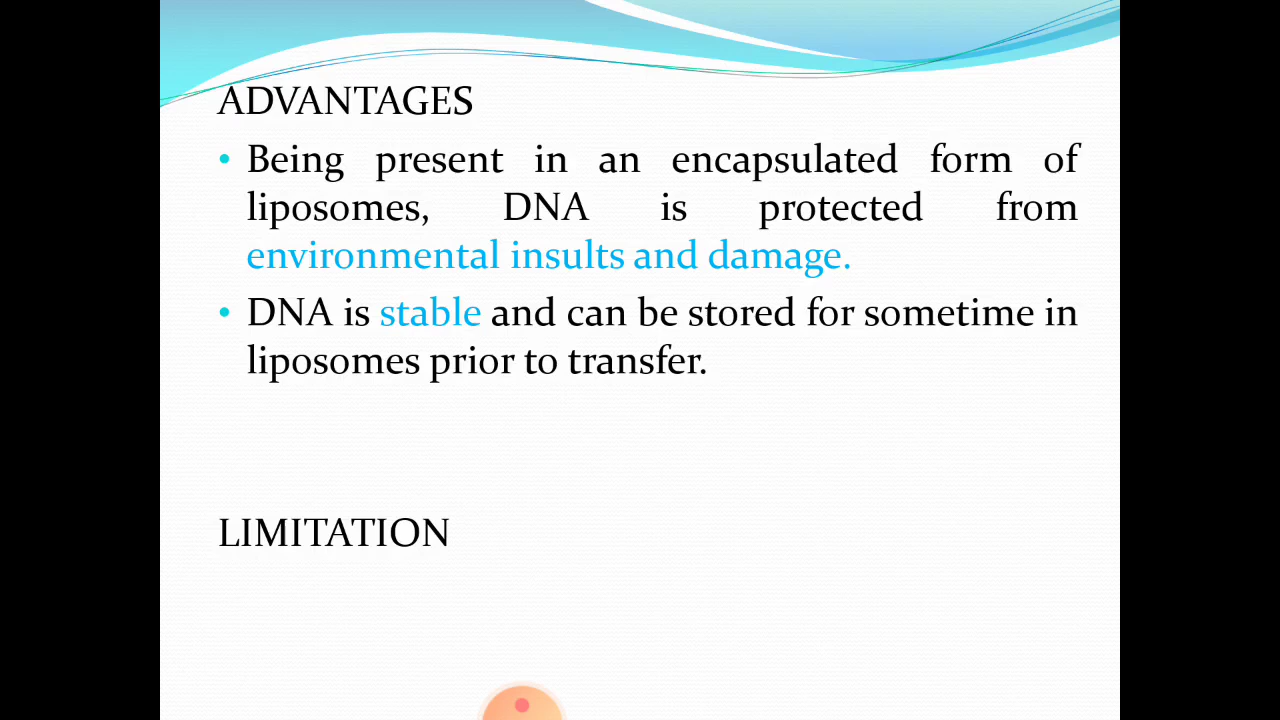 ADVANTAGES
• Being present in an encapsulated form of
liposomes, DNA is protected from
environmental insults and damage.
• DNA is stable and can be stored for sometime in
liposomes prior to transfer.
LIMITATION